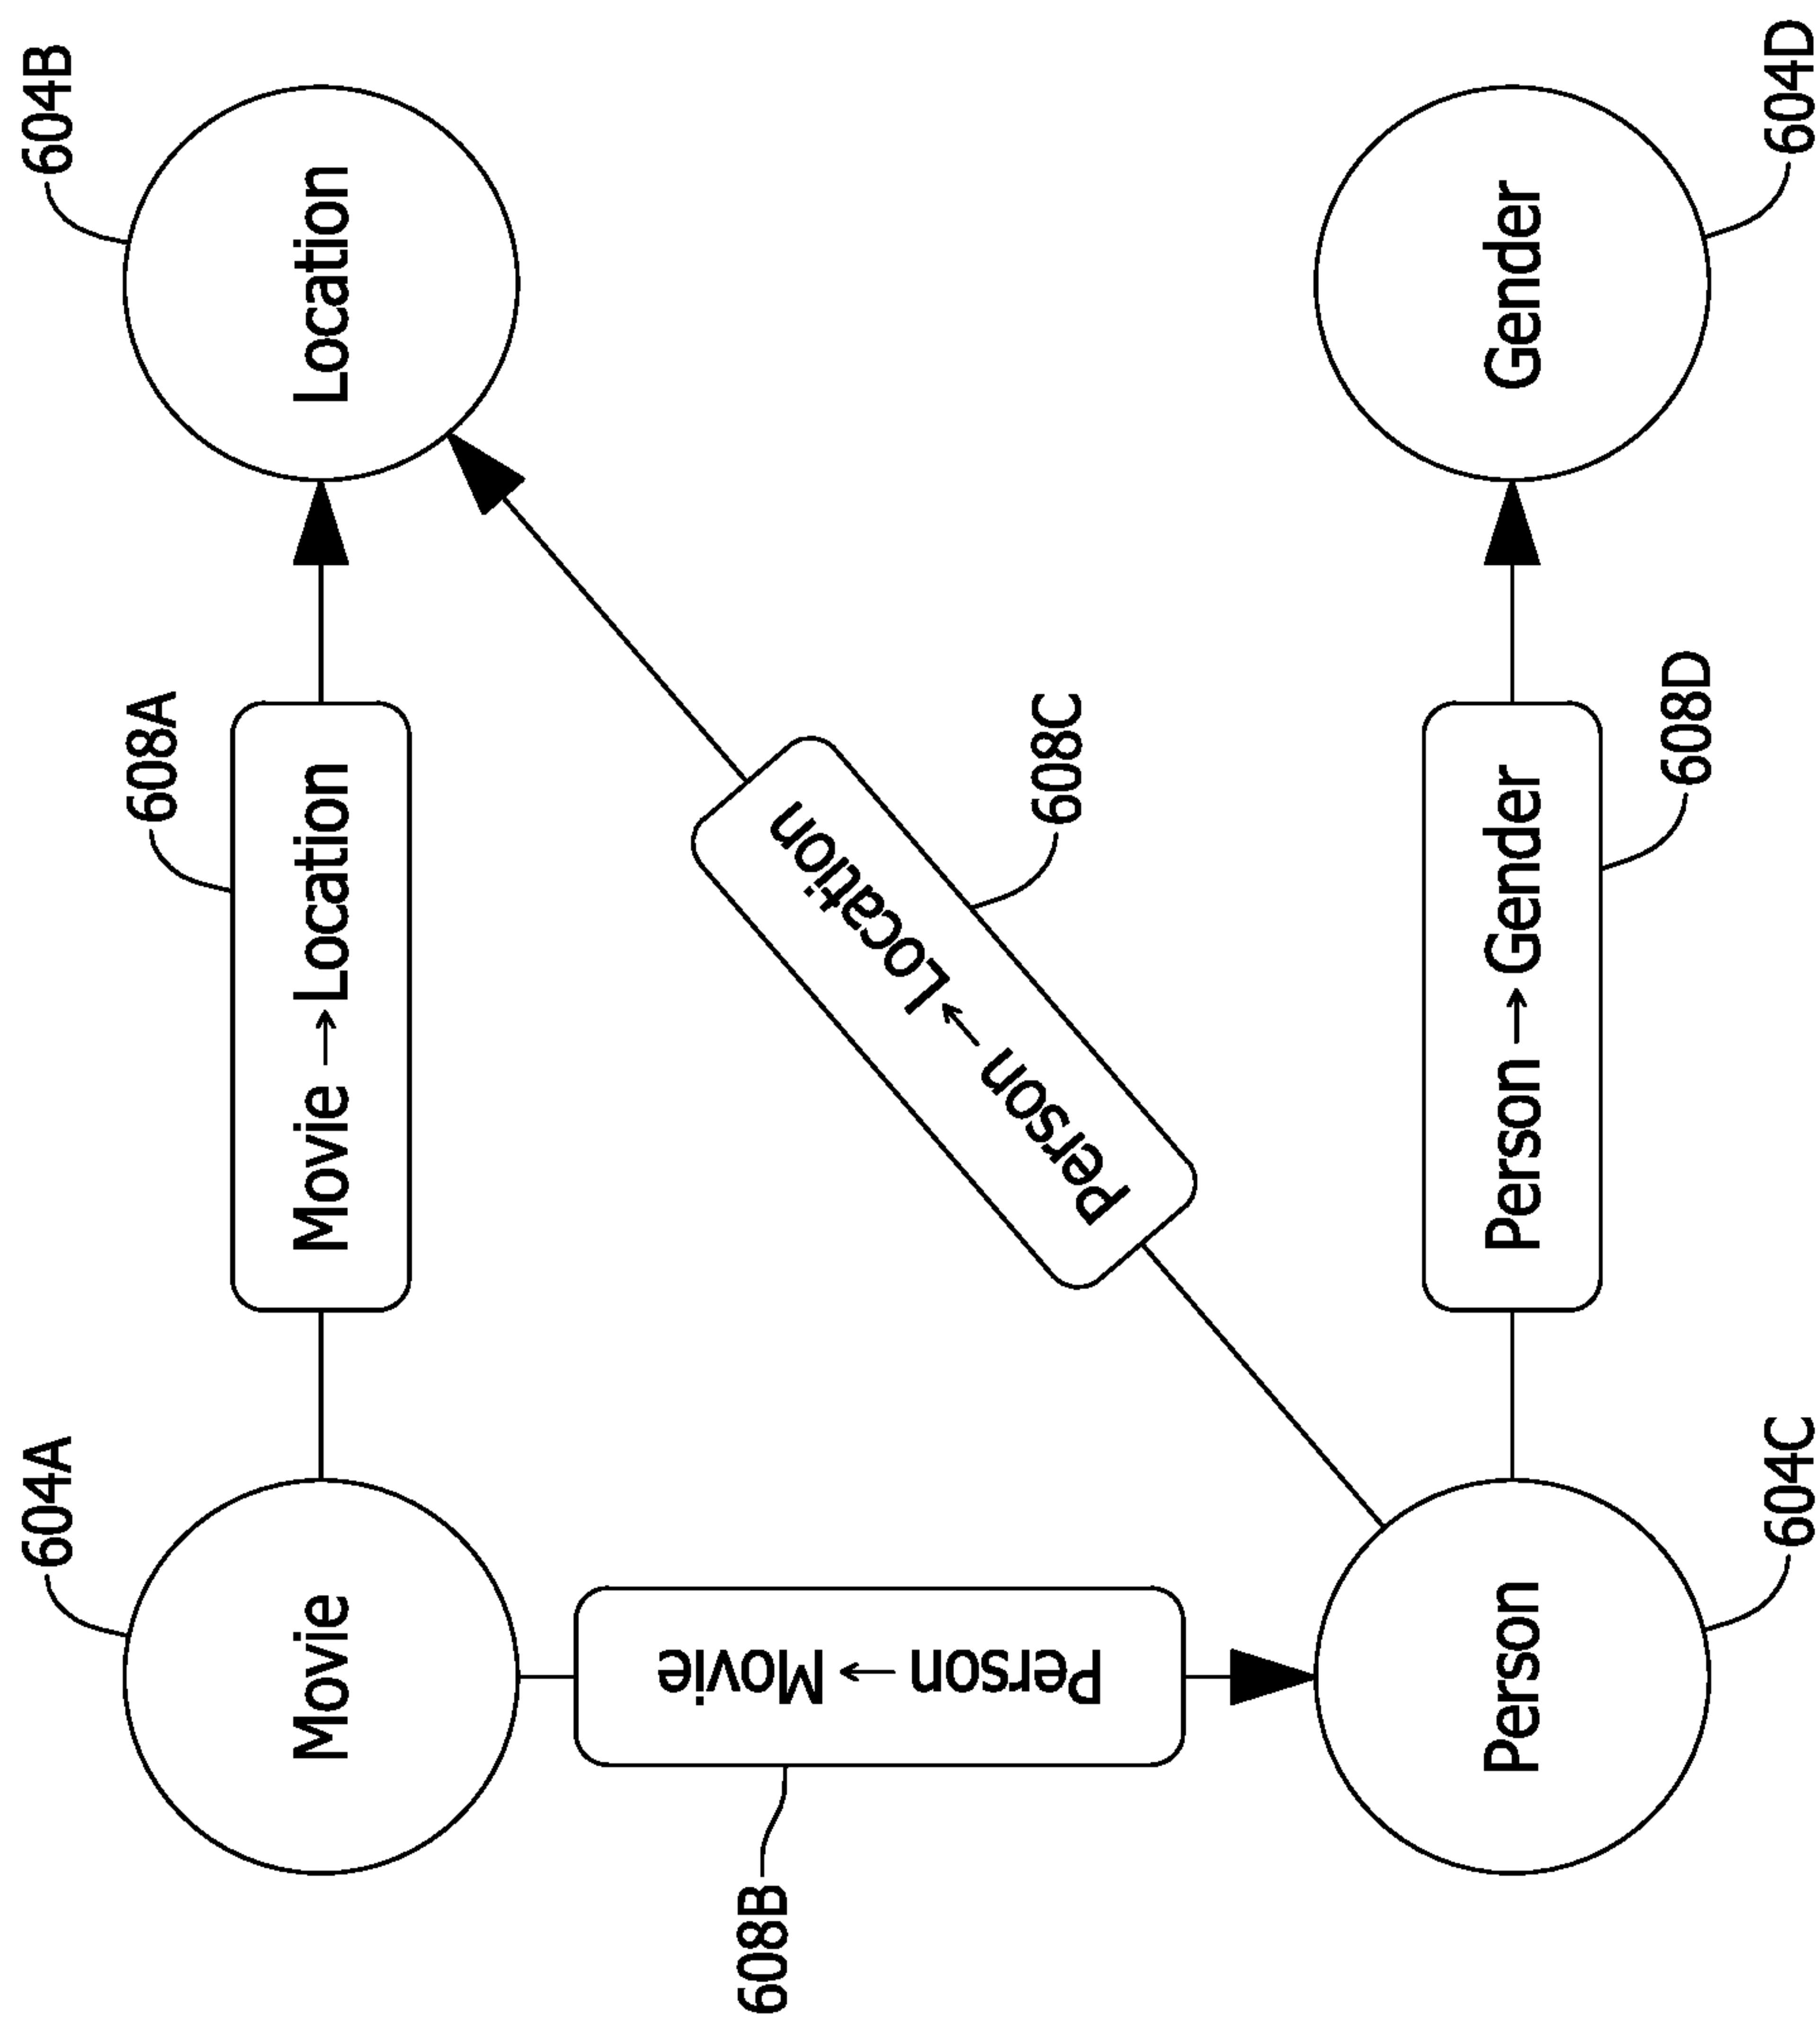 604A
604B
608A
Movie
Movie →Location
Location
608B
Person →Movie
Person → Location
608C
Person
Person →Gender
Gender
608D
604C
604D